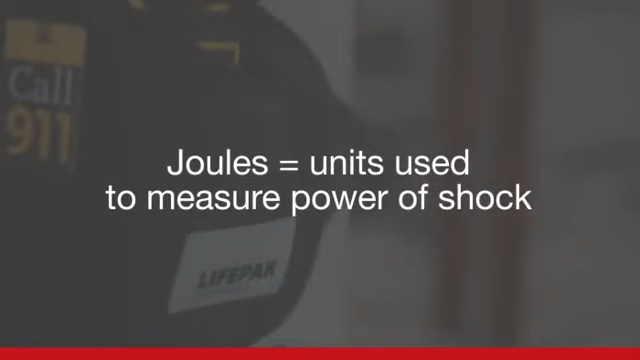 Call
911
Joules = units used
to measure power of shock
LIFEPAK